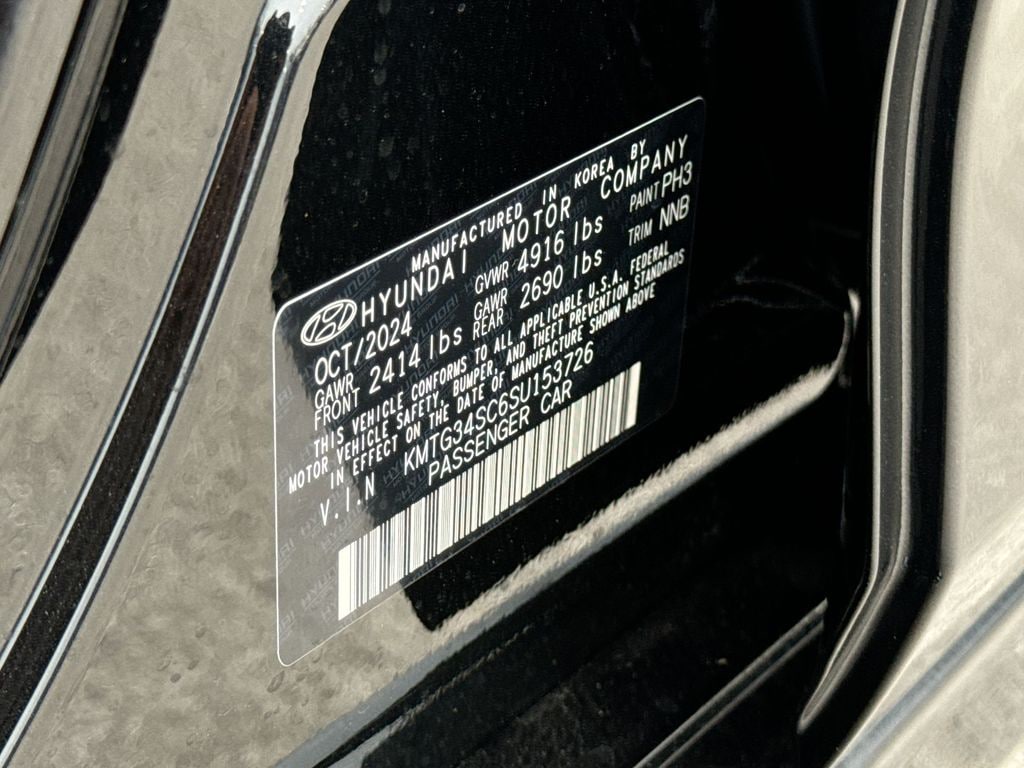 MANUFACTURED IN KOREA BY
HYUNDAI MOTOR COMPANY
OCT/2024 GVWR 4916 lbs PAINT PH3
GAWR FRONT 2414 lbs GAWR REAR 2690 lbs TRIM NNB
THIS VEHICLE CONFORMS TO ALL APPLICABLE U.S.A. FEDERAL
MOTOR VEHICLE SAFETY, BUMPER, AND THEFT PREVENTION STANDARDS
IN EFFECT ON THE DATE OF MANUFACTURE SHOWN ABOVE
V.I.N KMTG34SC6SU153726
PASSENGER CAR